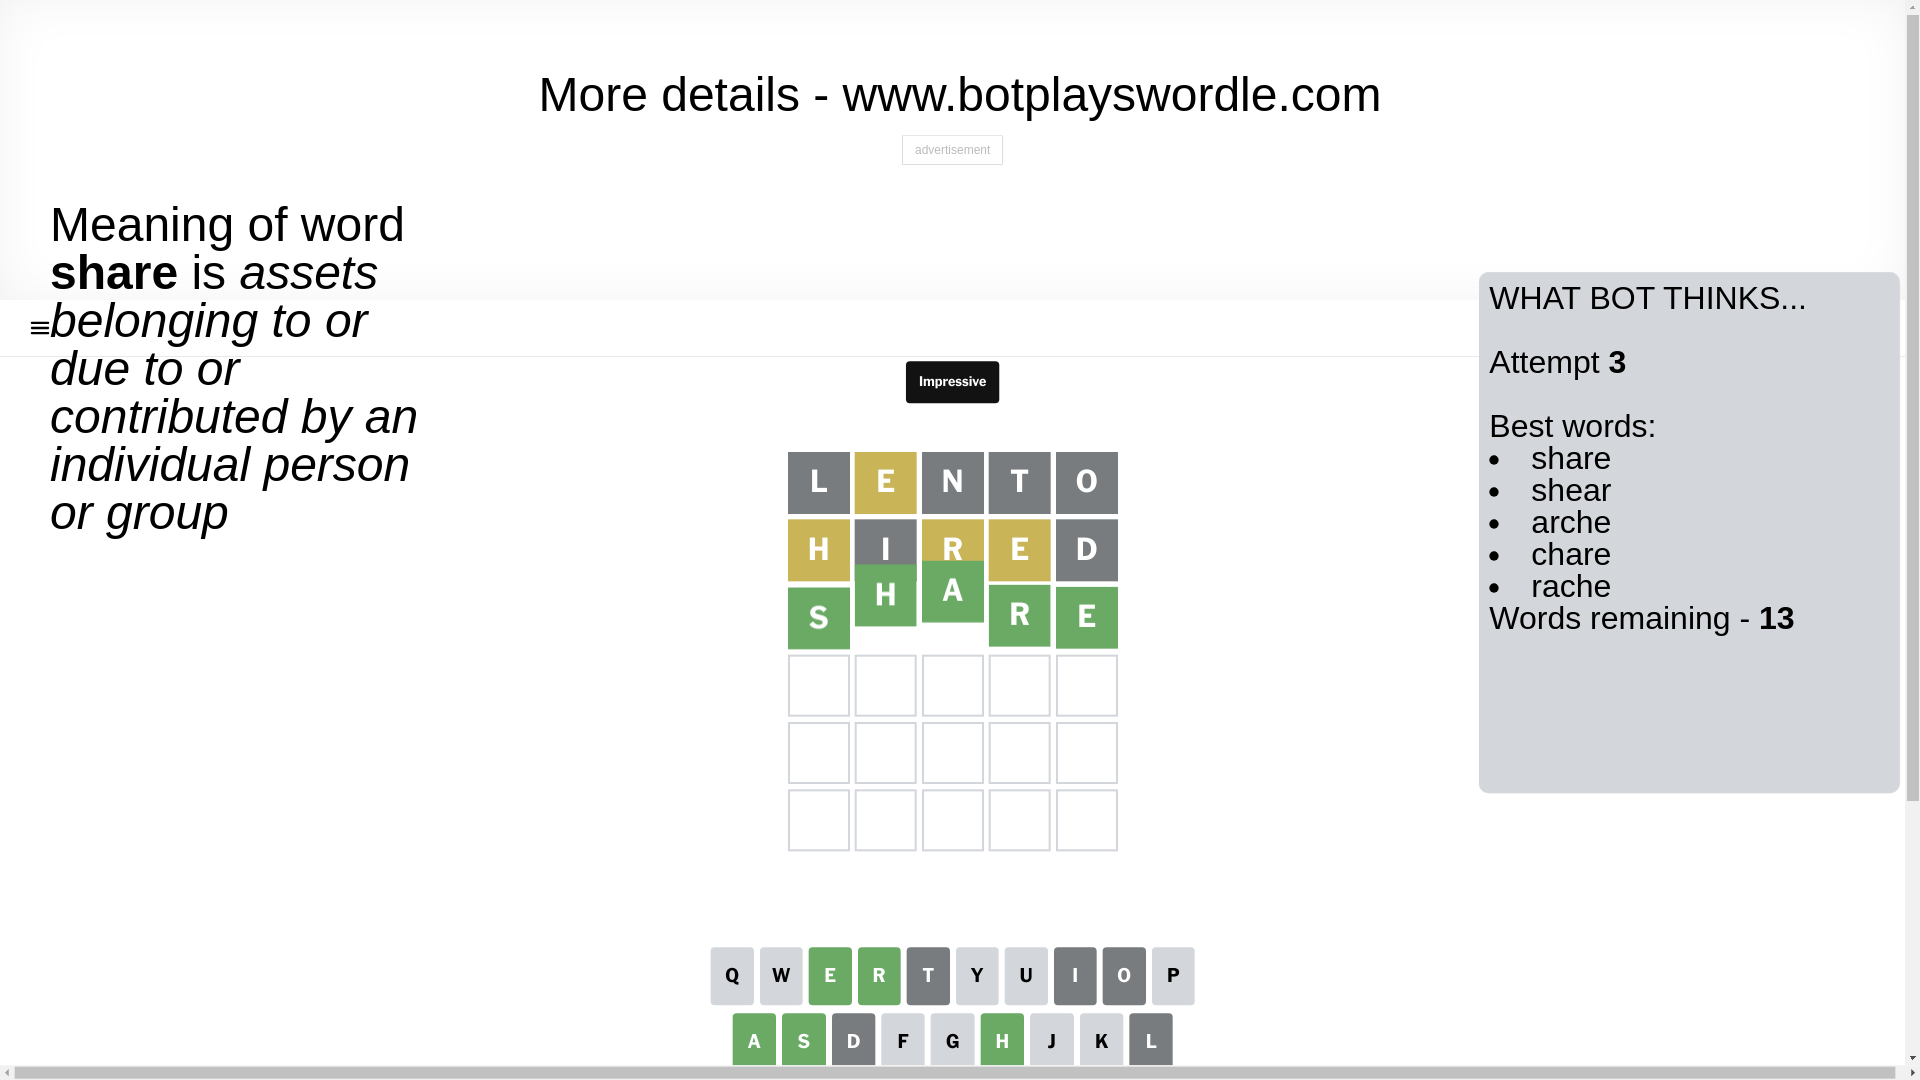 More details - www.botplayswordle.com
advertisement
Meaning of word
share is assets
belonging to or
due to or
contributed by an
individual person
or group
WHAT BOT THINKS...
Attempt 3
Best words:
• share
• shear
• arche
• chare
• rache
Words remaining - 13
Impressive
L E N T O
H I R E D
S H A R E
Q W E R T Y U I O P
A S D F G H J K L